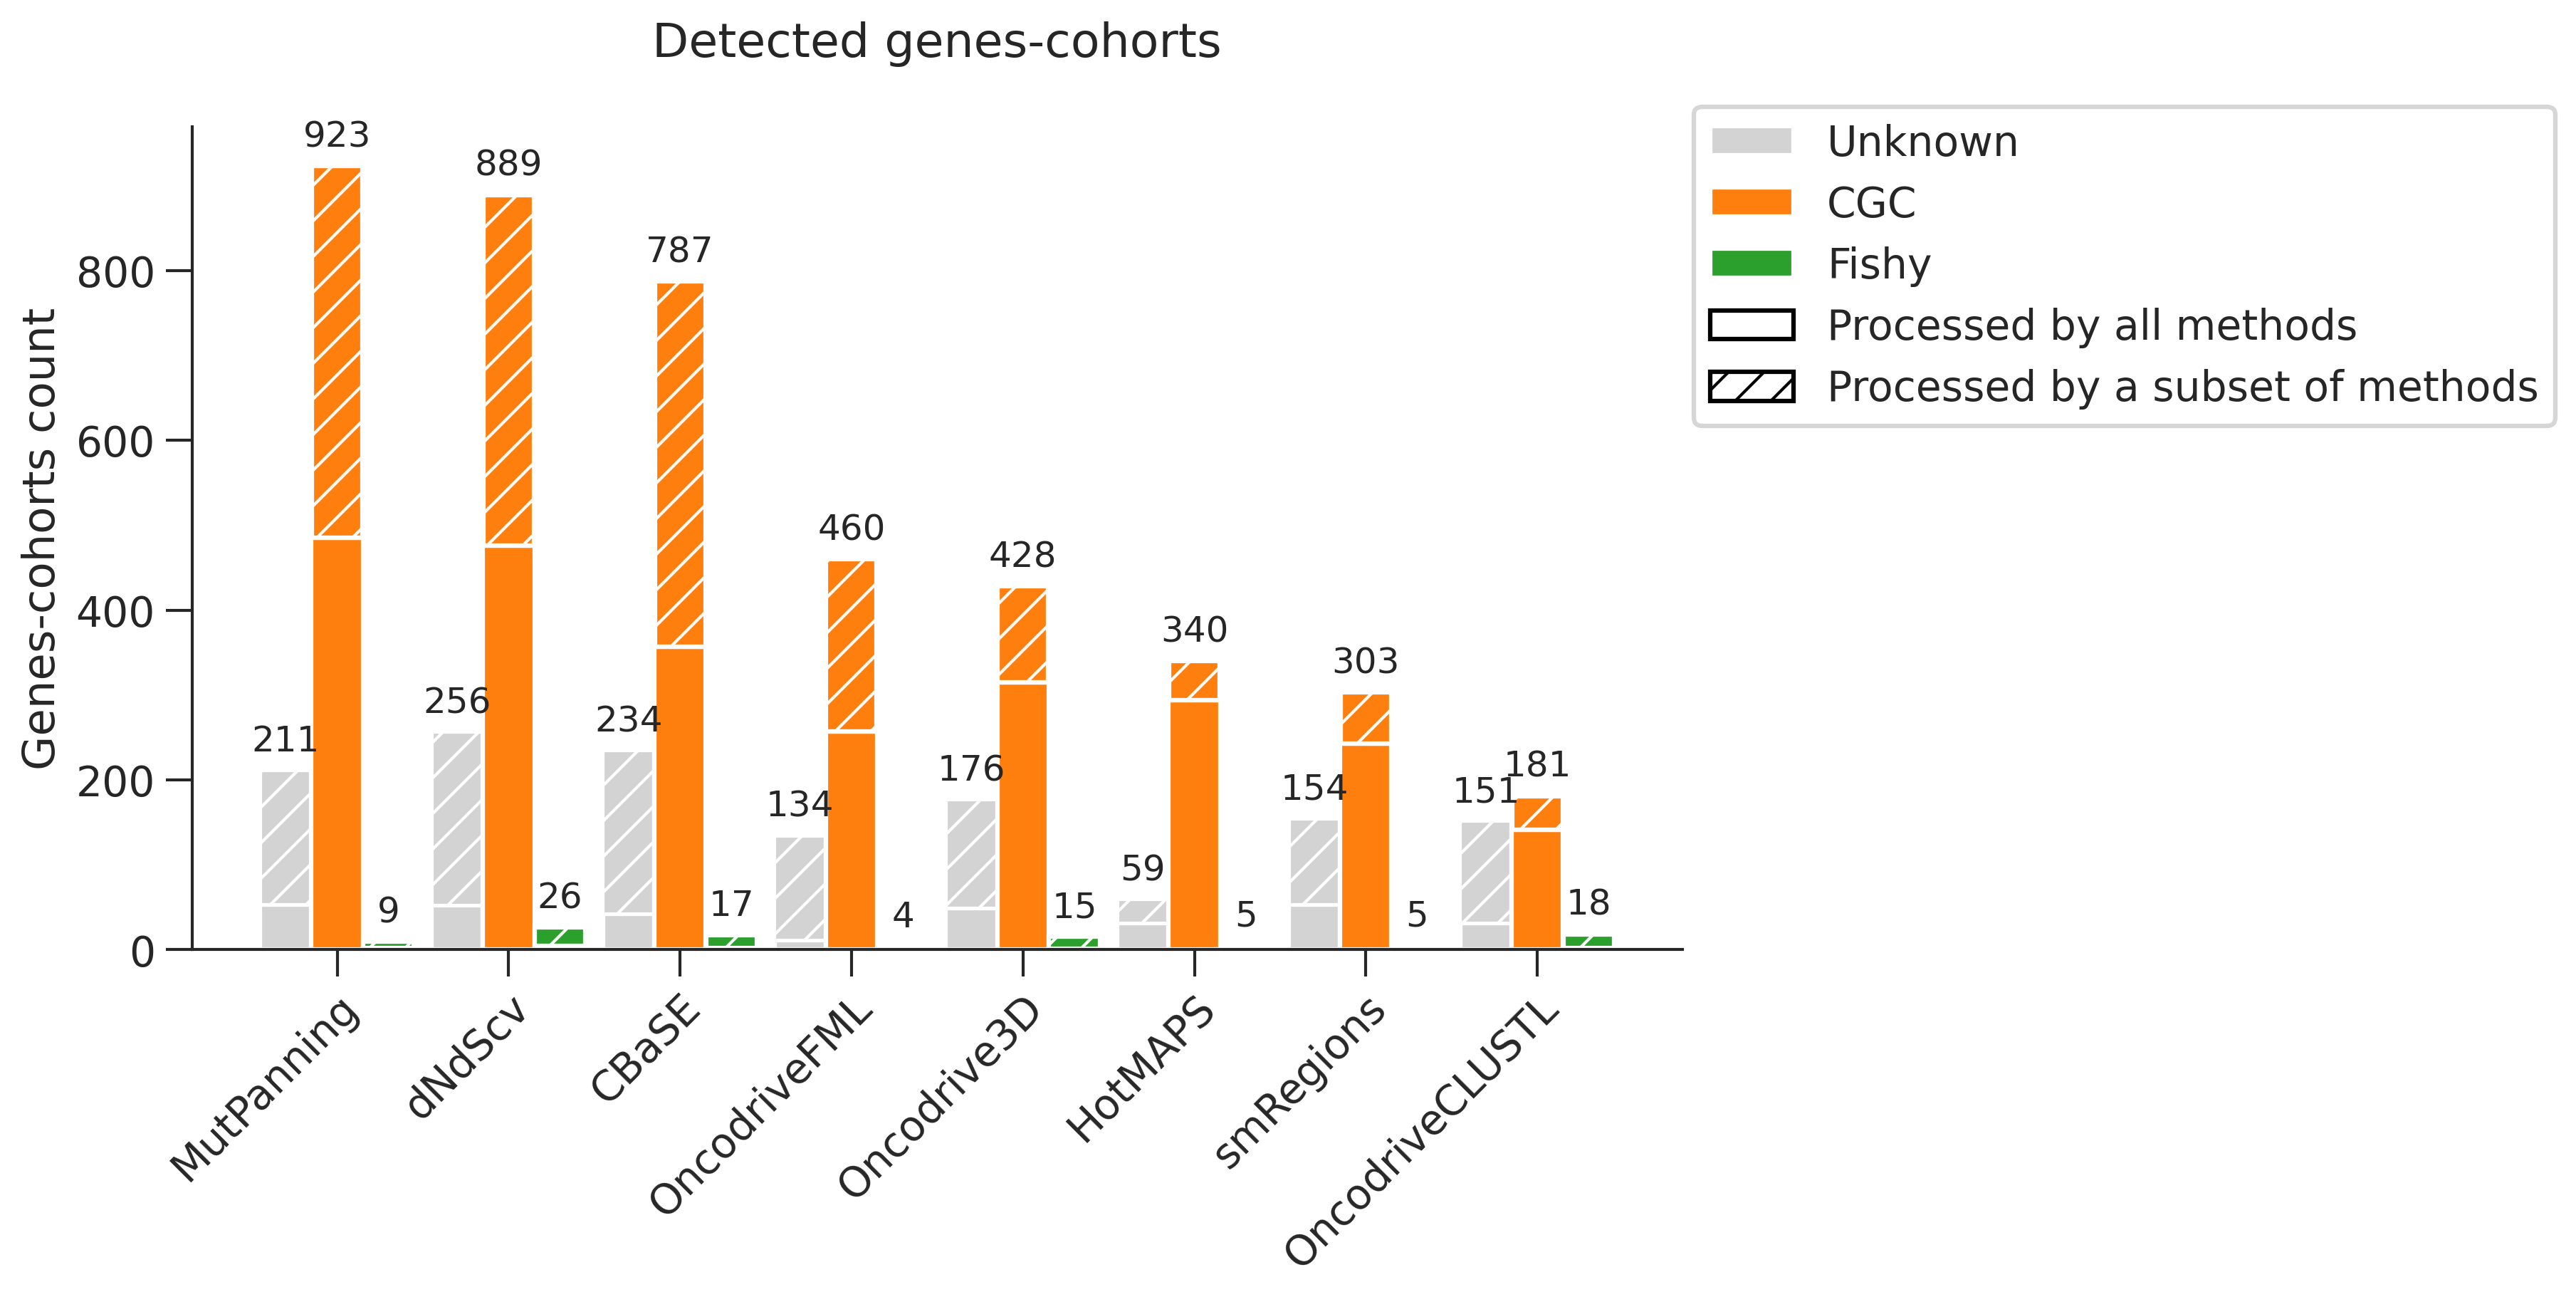 Detected genes-cohorts
Genes-cohorts count
800
600
400
200
0
923
889
787
460
428
340
303
181
211
256
234
134
176
59
154
151
9
26
17
4
15
5
5
18
MutPanning
dNdScv
CBaSE
OncodriveFML
Oncodrive3D
HotMAPS
smRegions
OncodriveCLUSTL
Unknown
CGC
Fishy
Processed by all methods
Processed by a subset of methods